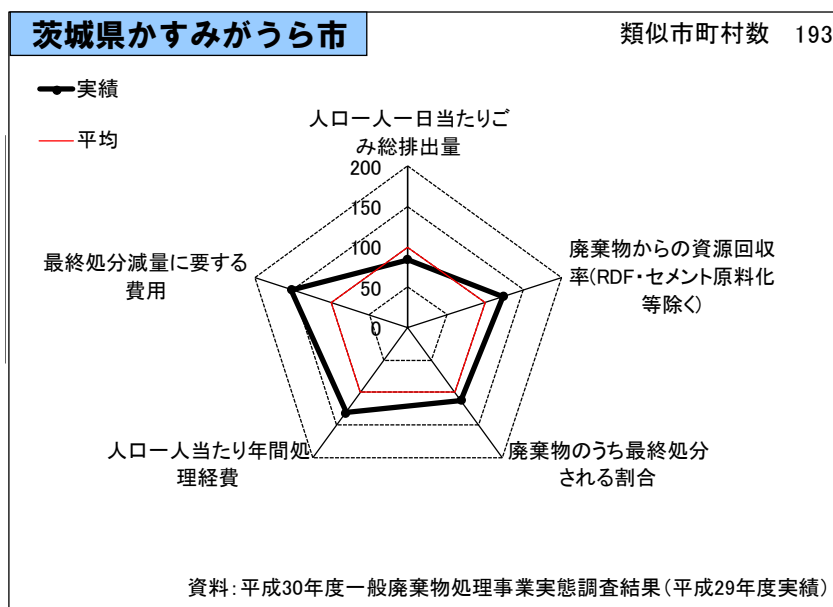 茨城県かすみがうら市
類似市町村数 193
実績
平均
人口一人一日当たりご
み総排出量
200
150
100
50
0
廃棄物からの資源回収
率(RDF・セメント原料化
等除く)
廃棄物のうち最終処分
される割合
人口一人当たり年間処
理経費
最終処分減量に要する
費用
資料:平成30年度一般廃棄物処理事業実態調査結果(平成29年度実績)